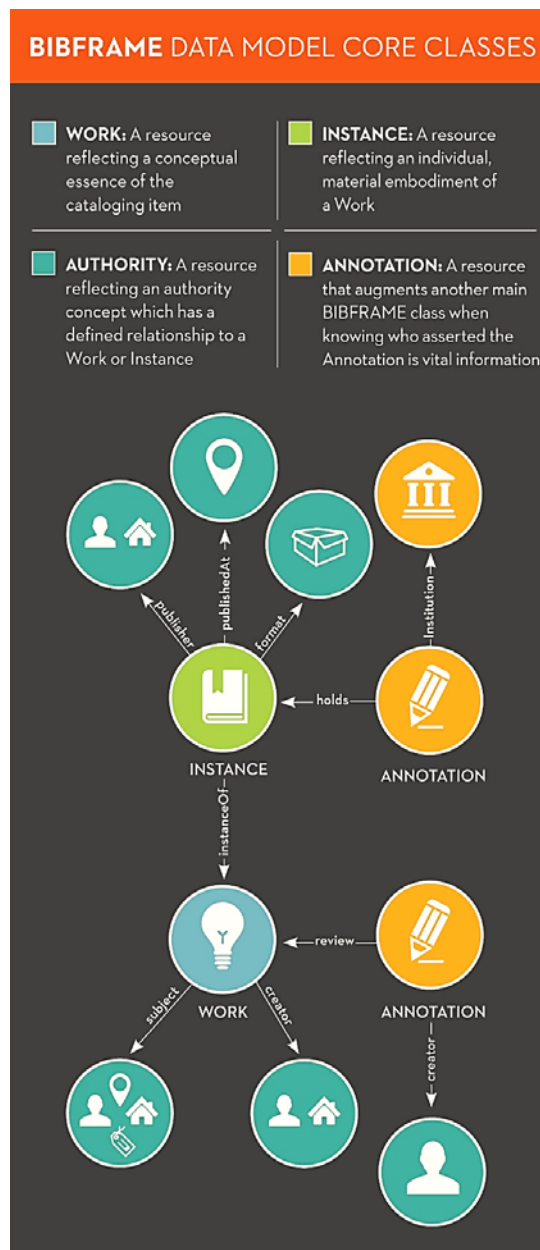 BIBFRAME DATA MODEL CORE CLASSES
WORK: A resource
reflecting a conceptual
essence of the
cataloging item
INSTANCE: A resource
reflecting an individual,
material embodiment of
a Work
AUTHORITY: A resource
reflecting an authority
concept which has a
defined relationship to a
Work or Instance
ANNOTATION: A resource
that augments another main
BIBFRAME class when
knowing who asserted the
Annotation is vital information
publisher
publishedAt
format
Institution
holds
INSTANCE
ANNOTATION
instanceOf
review
WORK
ANNOTATION
subject
creator
creator